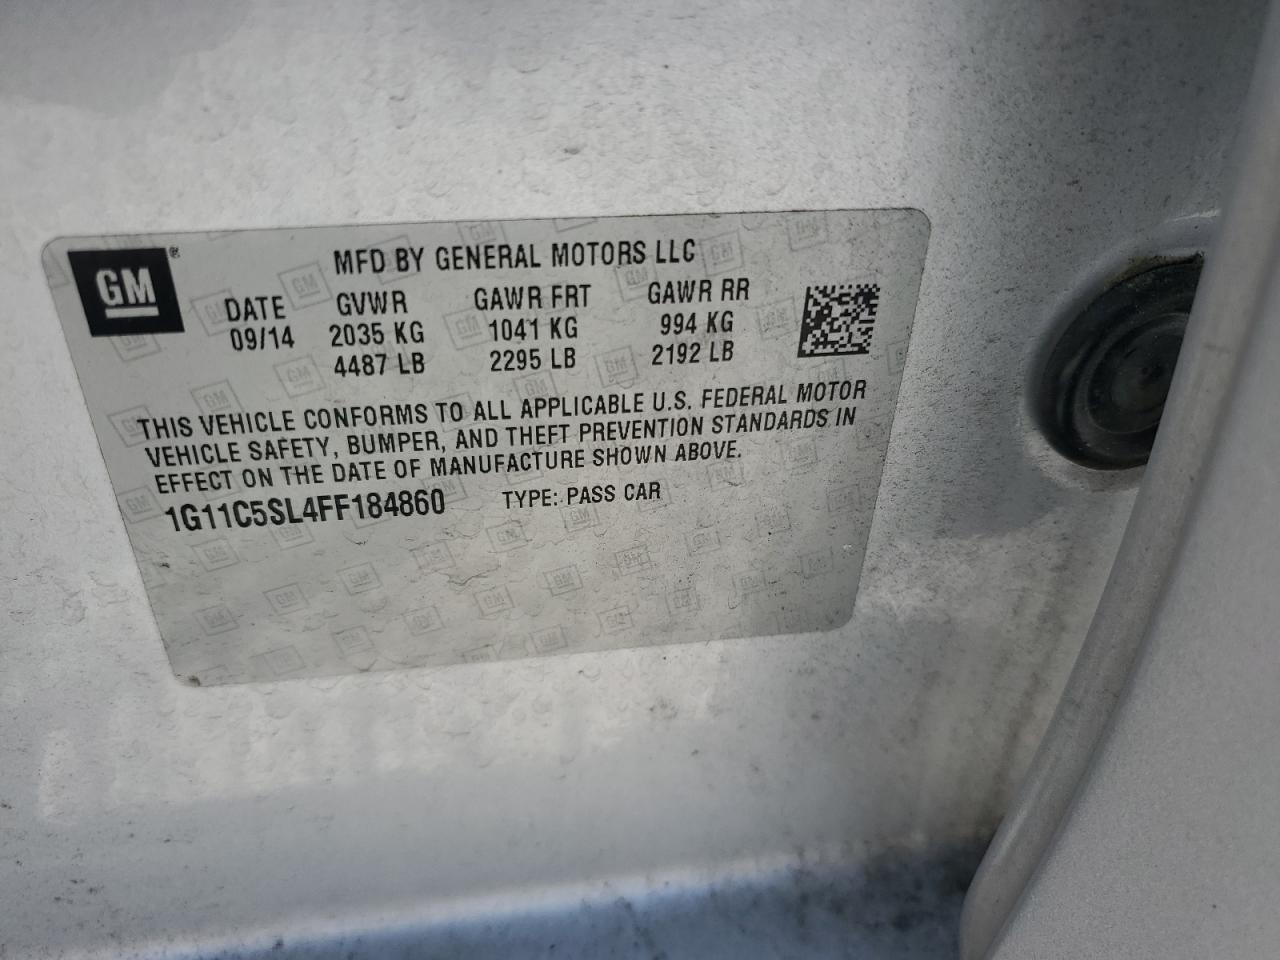 GM®
MFD BY GENERAL MOTORS LLC
DATE GVWR GAWR FRT GAWR RR
09/14 2035 KG 1041 KG 994 KG
4487 LB 2295 LB 2192 LB
THIS VEHICLE CONFORMS TO ALL APPLICABLE U.S. FEDERAL MOTOR
VEHICLE SAFETY, BUMPER, AND THEFT PREVENTION STANDARDS IN
EFFECT ON THE DATE OF MANUFACTURE SHOWN ABOVE.
1G11C5SL4FF184860 TYPE: PASS CAR